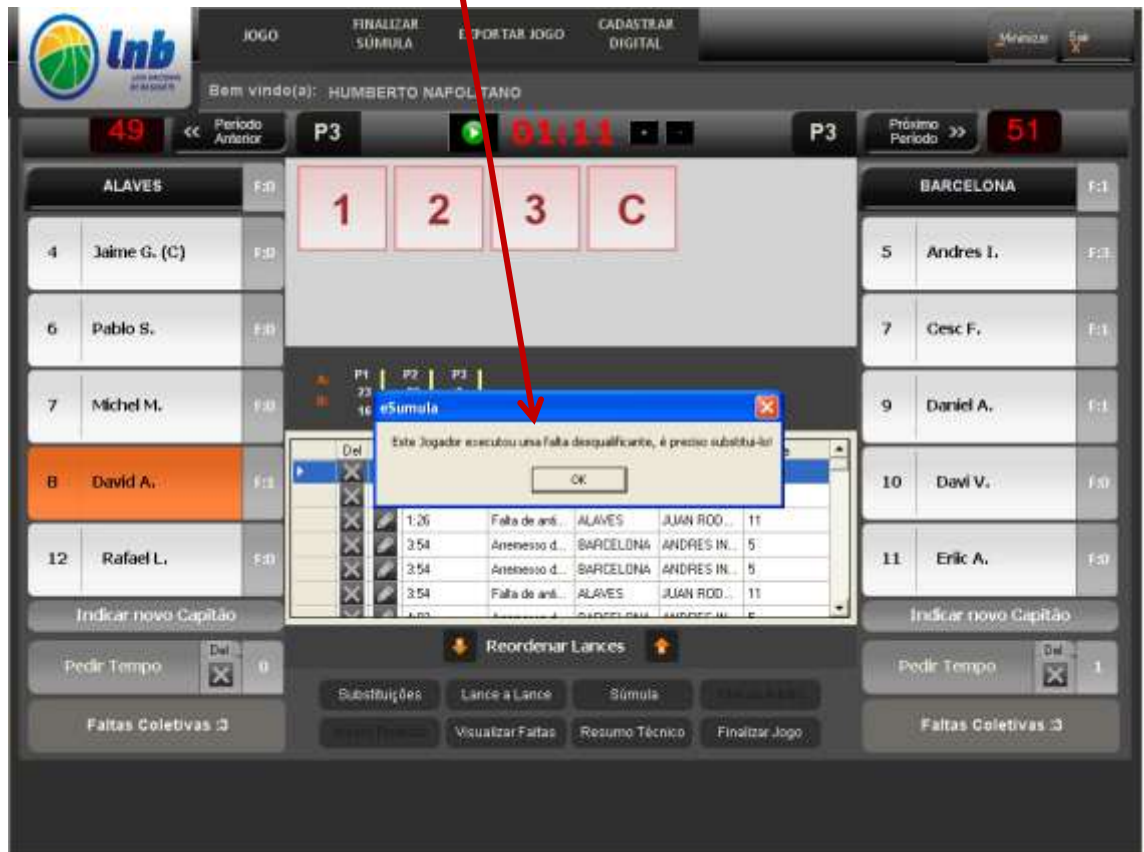 lnb
JOGO
FINALIZAR SÚMULA
EXPORTAR JOGO
CADASTRAR DIGITAL
Minimizar
X
Bem vindo(a): HUMBERTO NAPOLITANO
49
<< Período Anterior
P3
01:11
+
-
P3
Próximo Período >>
51
ALAVES F:0
4 Jaime G. (C) F:0
6 Pablo S. F:0
7 Michel M. F:0
8 David A. F:1
12 Rafael L. F:0
Indicar novo Capitão
Pedir Tempo Del 0
Faltas Coletivas :3
1 2 3 C
P1 P2 P3
23
16
eSumula
Este Jogador executou uma falta desqualificante, é preciso substituí-lo!
OK
Del
1:26 Falta de anti... ALAVES JUAN ROD... 11
3:54 Arremesso d... BARCELONA ANDRES IN... 5
3:54 Arremesso d... BARCELONA ANDRES IN... 5
3:54 Falta de anti... ALAVES JUAN ROD... 11
Reordenar Lances
Substituições
Lance a Lance
Súmula
Visualizar Faltas
Resumo Técnico
Finalizar Jogo
BARCELONA F:1
5 Andres I. F:3
7 Cesc F. F:1
9 Daniel A. F:1
10 Davi V. F:0
11 Eric A. F:0
Indicar novo Capitão
Pedir Tempo Del 1
Faltas Coletivas :3